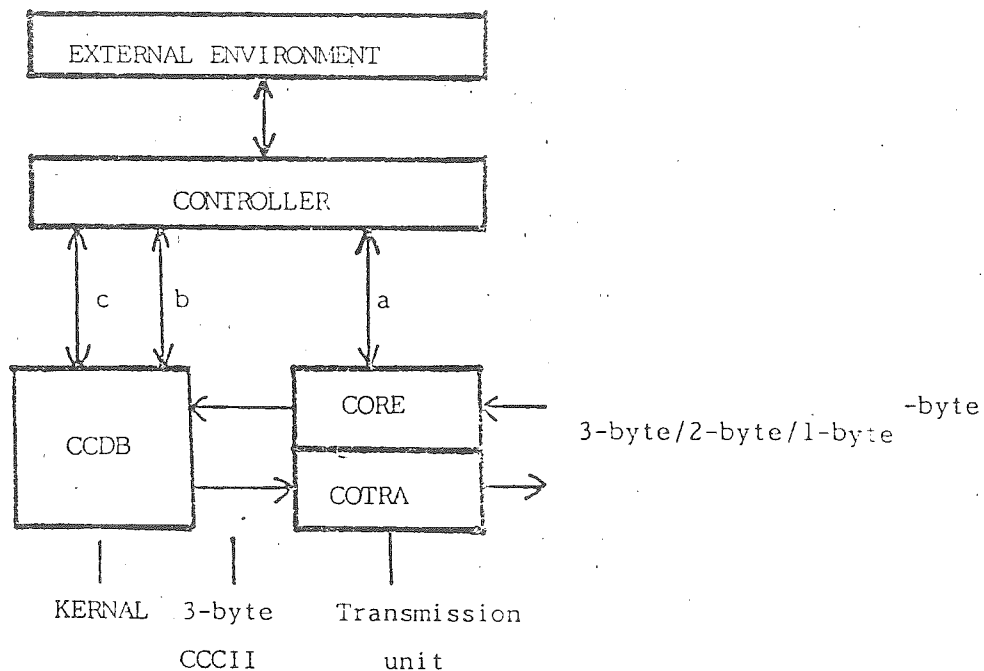 EXTERNAL ENVIRONMENT
CONTROLLER
c b a
CORE
-byte
3-byte/2-byte/1-byte
CCDB
COTRA
KERNAL 3-byte Transmission
CCCII unit